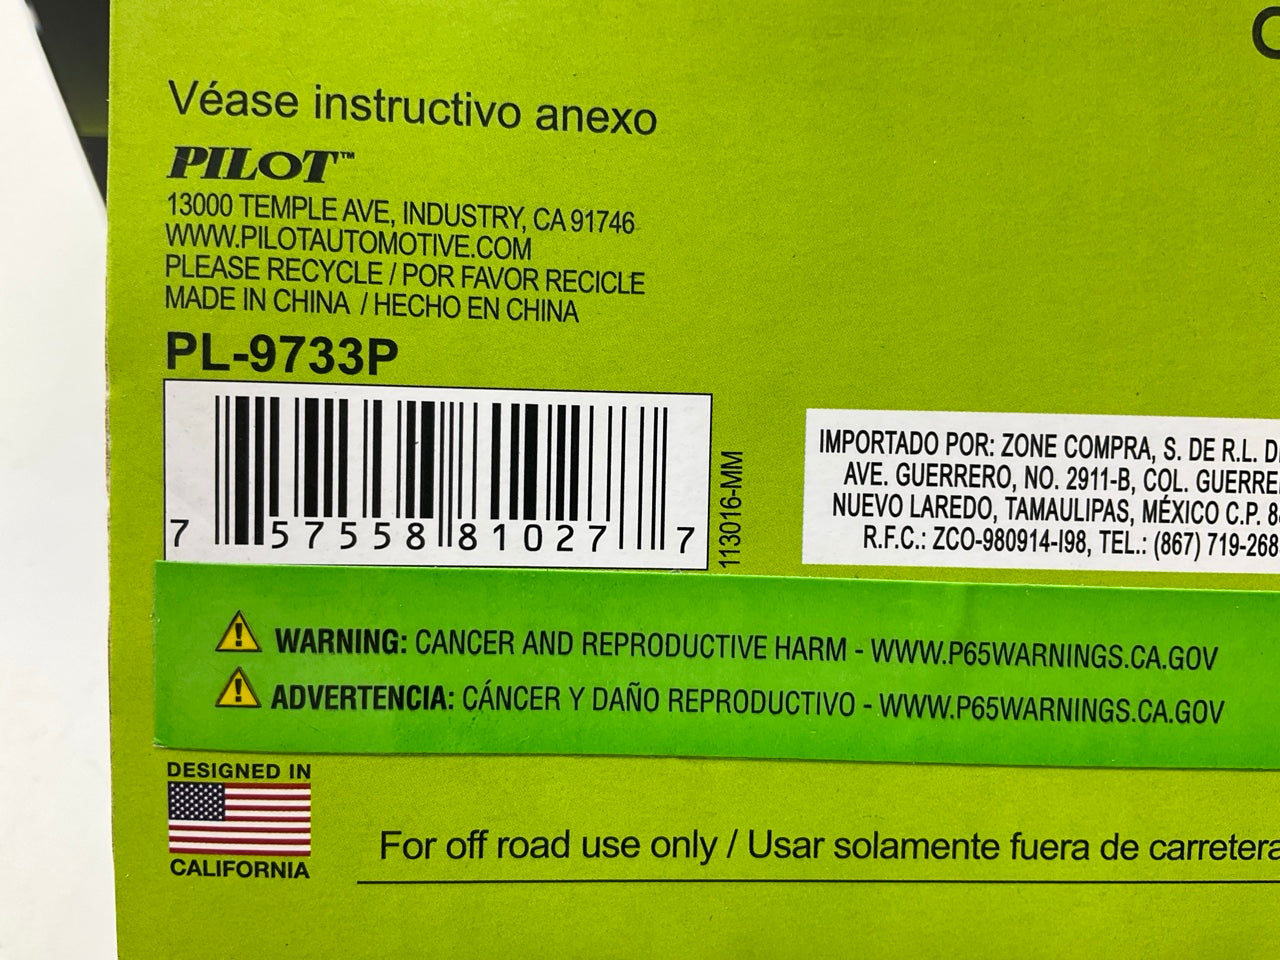 Véase instructivo anexo
PILOT™
13000 TEMPLE AVE, INDUSTRY, CA 91746
WWW.PILOTAUTOMOTIVE.COM
PLEASE RECYCLE / POR FAVOR RECICLE
MADE IN CHINA / HECHO EN CHINA
PL-9733P
7 57558 81027 7
113016-MM
IMPORTADO POR: ZONE COMPRA, S. DE R.L.
AVE. GUERRERO, NO. 2911-B, COL.
NUEVO LAREDO, TAMAULIPAS, MÉXICO C.P.
R.F.C.: ZCO-980914-I98, TEL.: (867) 719-268
WARNING: CANCER AND REPRODUCTIVE HARM - WWW.P65WARNINGS.CA.GOV
ADVERTENCIA: CÁNCER Y DAÑO REPRODUCTIVO - WWW.P65WARNINGS.CA.GOV
DESIGNED IN
CALIFORNIA
For off road use only / Usar solamente fuera de carretera